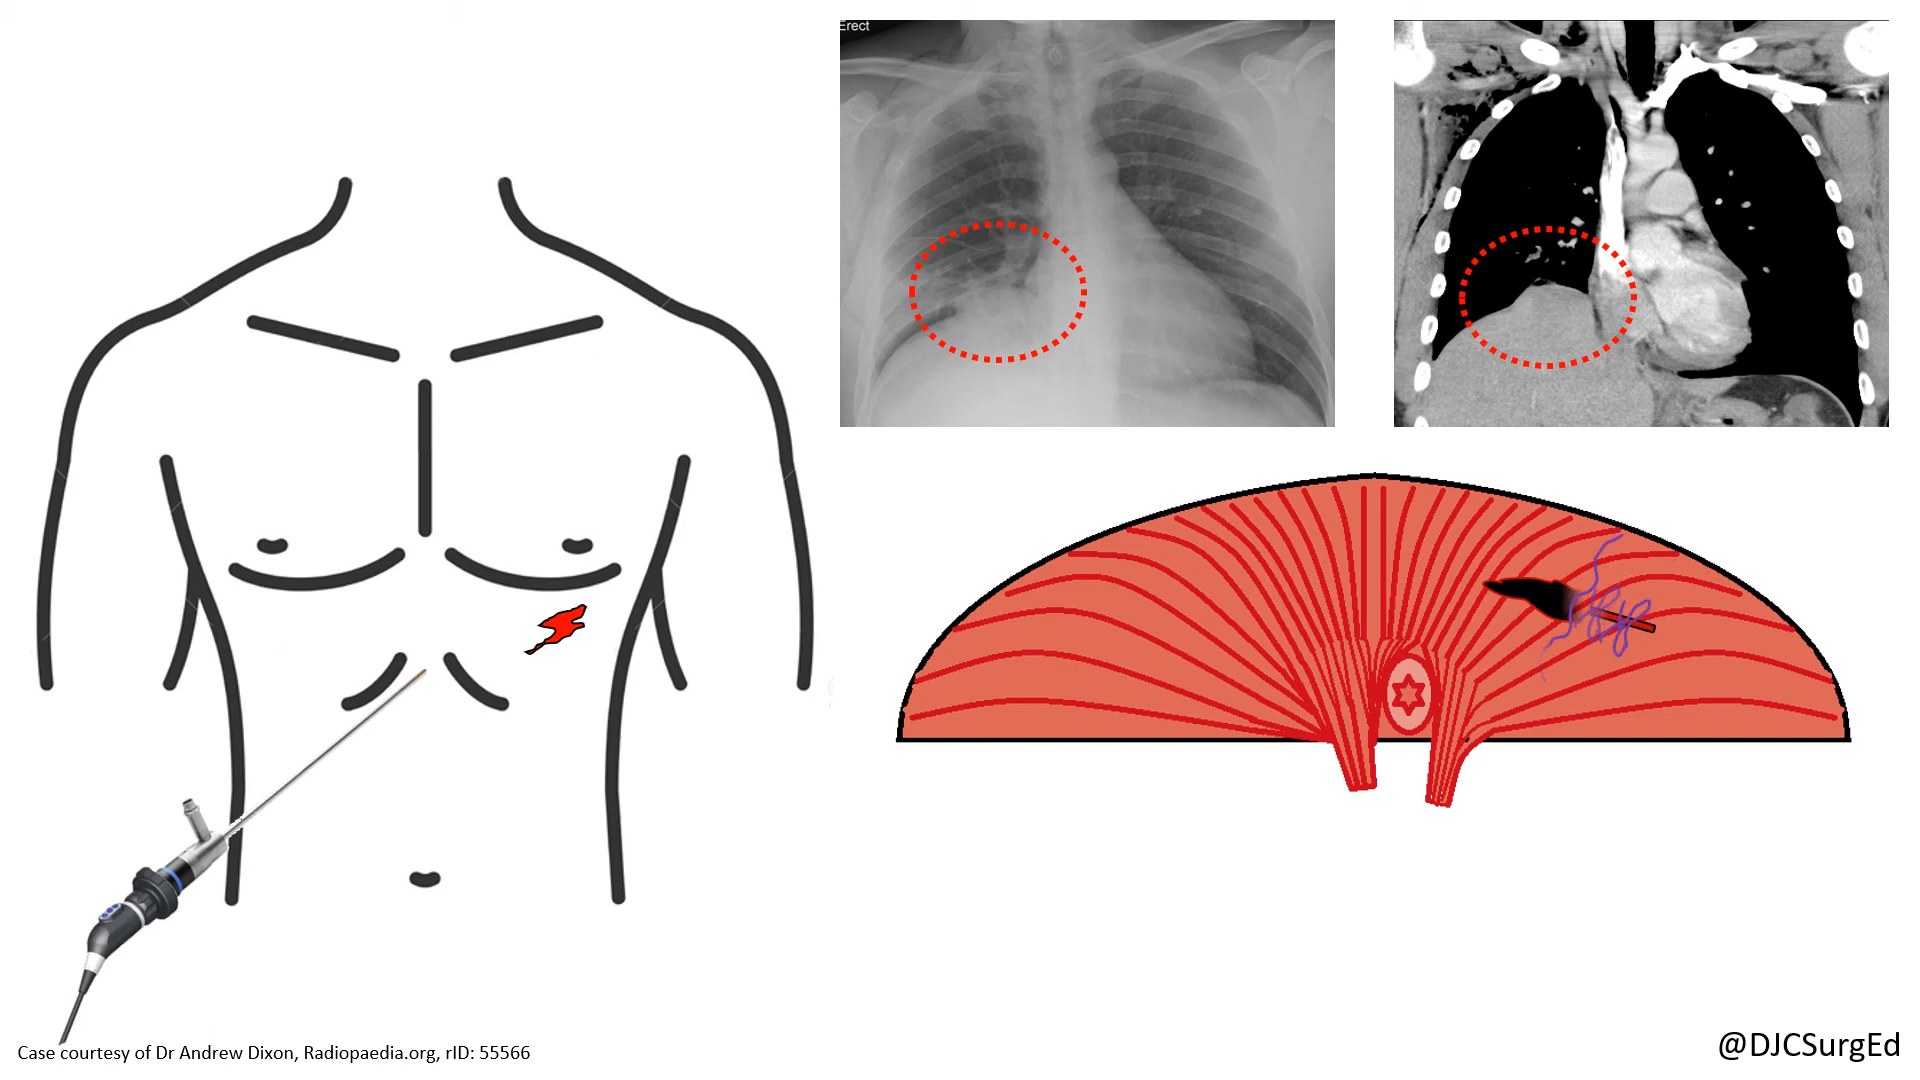 Erect
Case courtesy of Dr Andrew Dixon, Radiopaedia.org, rID: 55566
@DJCSurgEd